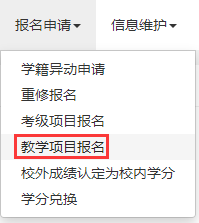 报名申请 信息维护
学籍异动申请
重修报名
考级项目报名
教学项目报名
校外成绩认定为校内学分
学分兑换